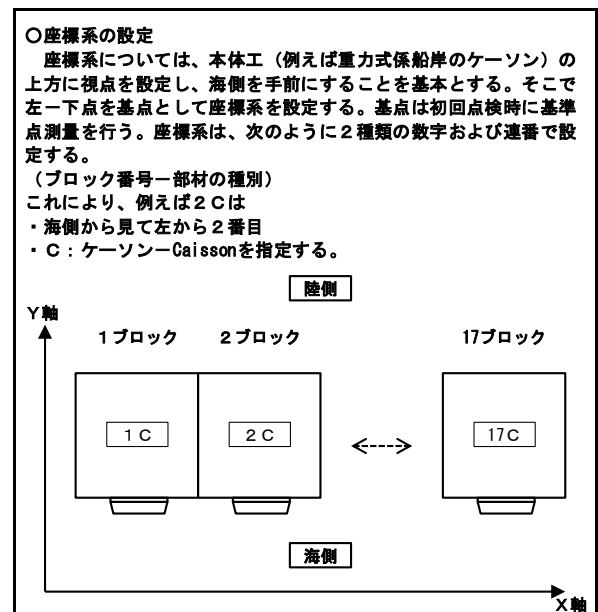 〇座標系の設定
座標系については、本体工（例えば重力式係船岸のケーソン）の
上方に視点を設定し、海側を手前にすることを基本とする。そこで
左－下点を基点として座標系を設定する。基点は初回点検時に基準
点測量を行う。座標系は、次のように２種類の数字および連番で設
定する。
（ブロック番号－部材の種別）
これにより、例えば２Ｃは
・海側から見て左から２番目
・Ｃ：ケーソン－Caissonを指定する。
陸側
Ｙ軸
１ブロック ２ブロック 17ブロック
１Ｃ ２Ｃ 17Ｃ
海側
Ｘ軸